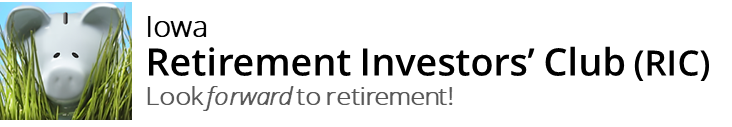 Iowa
Retirement Investors’ Club (RIC)
Look forward to retirement!